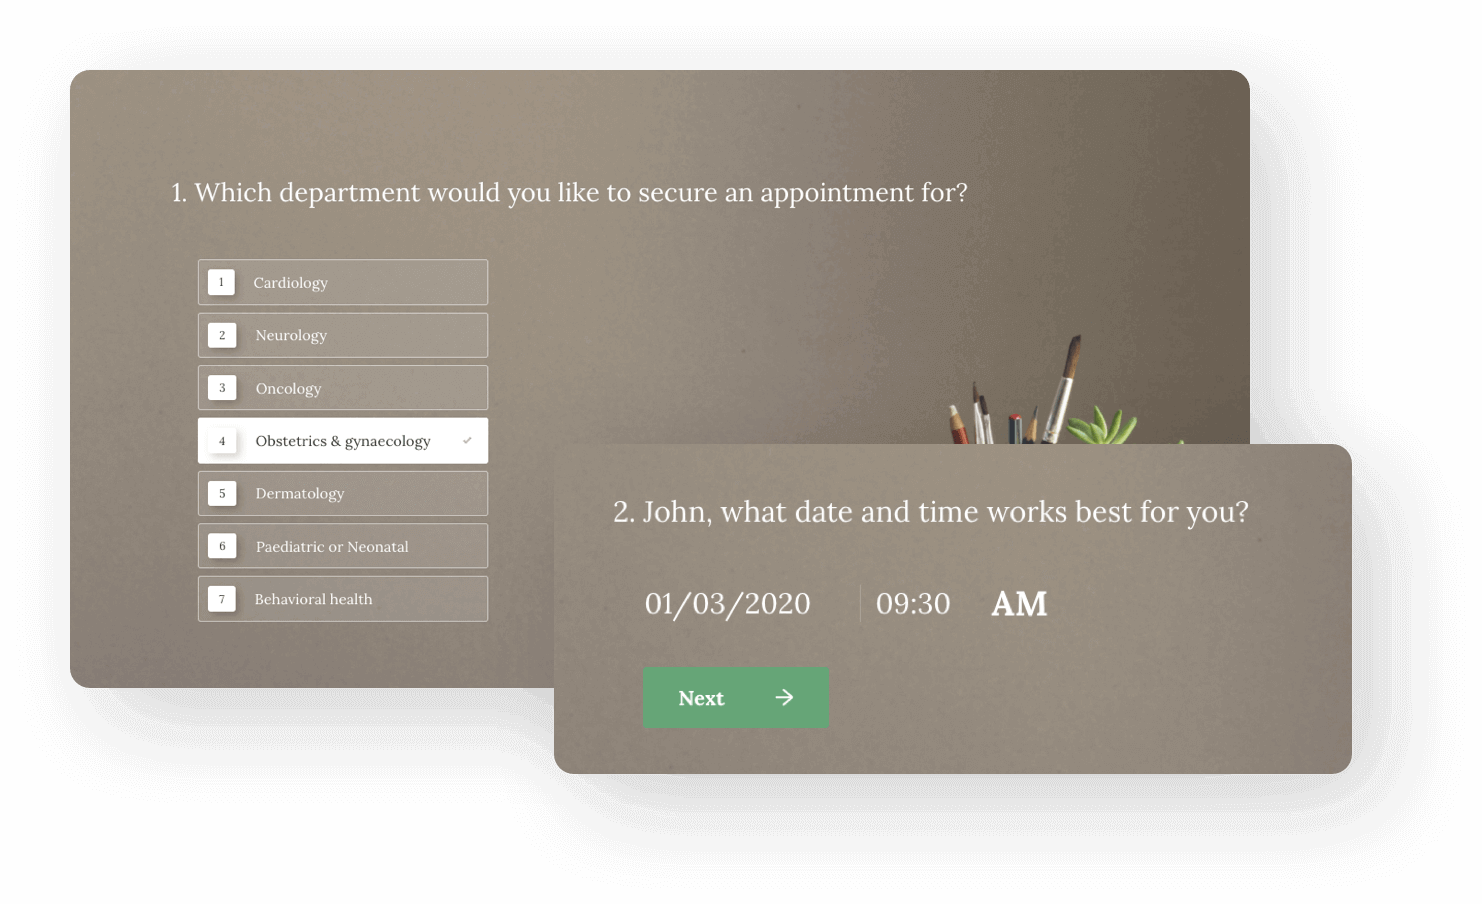 1. Which department would you like to secure an appointment for?
1 Cardiology
2 Neurology
3 Oncology
4 Obstetrics & gynaecology
5 Dermatology
6 Paediatric or Neonatal
7 Behavioral health
2. John, what date and time works best for you?
01/03/2020 09:30 AM
Next